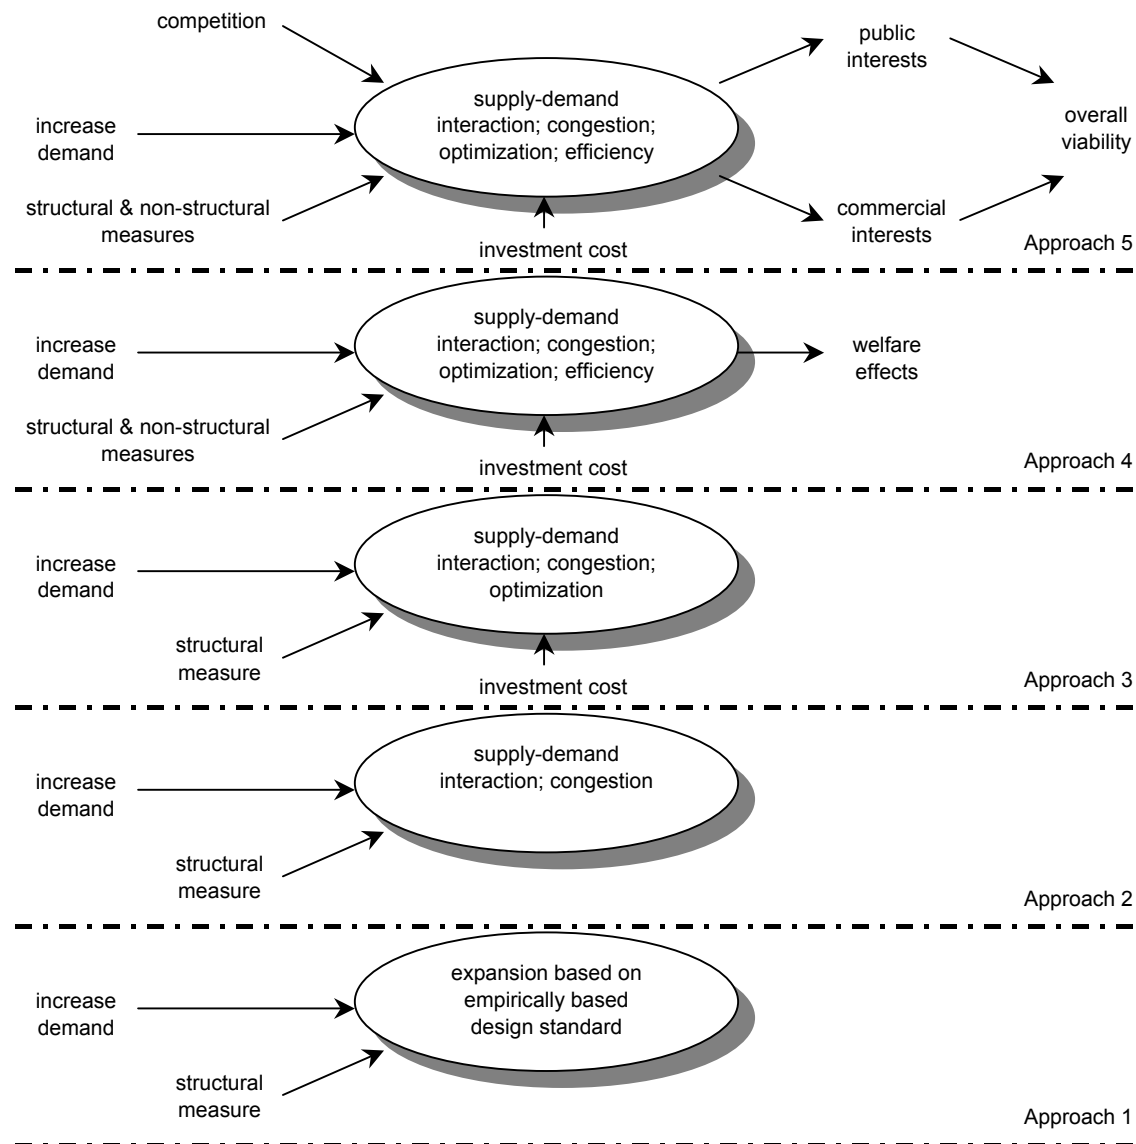 competition
increase
demand
structural & non-structural
measures
supply-demand
interaction; congestion;
optimization; efficiency
investment cost
public
interests
commercial
interests
overall
viability
Approach 5
increase
demand
structural & non-structural
measures
supply-demand
interaction; congestion;
optimization; efficiency
investment cost
welfare
effects
Approach 4
increase
demand
structural
measure
supply-demand
interaction; congestion;
optimization
investment cost
Approach 3
increase
demand
structural
measure
supply-demand
interaction; congestion
Approach 2
increase
demand
structural
measure
expansion based on
empirically based
design standard
Approach 1